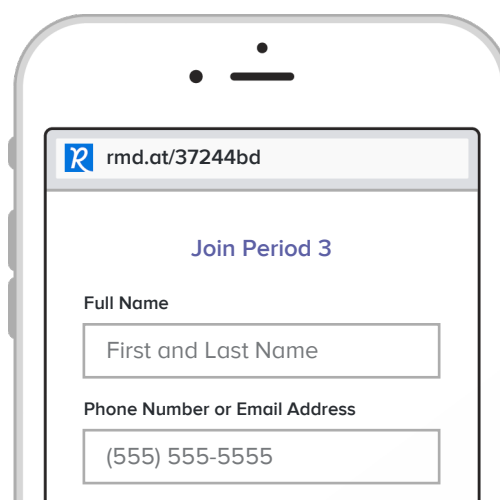 rmd.at/37244bd
Join Period 3
Full Name
First and Last Name
Phone Number or Email Address
(555) 555-5555